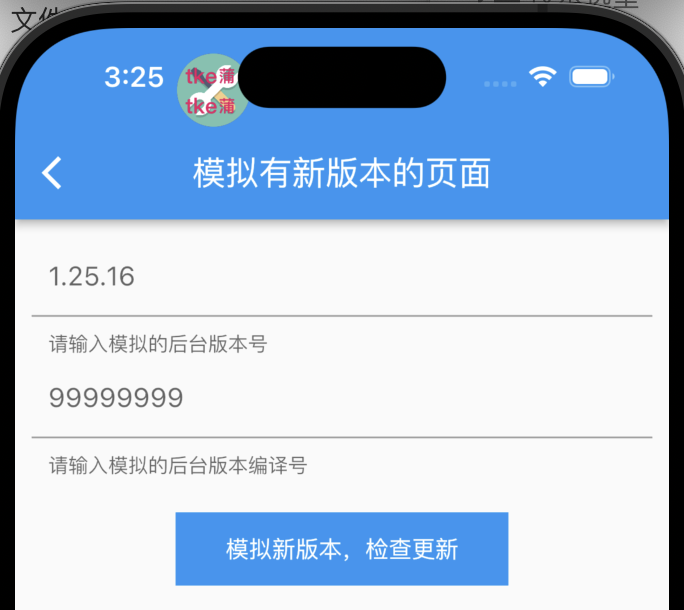 文件
3:25
tke蒲
tke蒲
模拟有新版本的页面
1.25.16
请输入模拟的后台版本号
99999999
请输入模拟的后台版本编译号
模拟新版本，检查更新